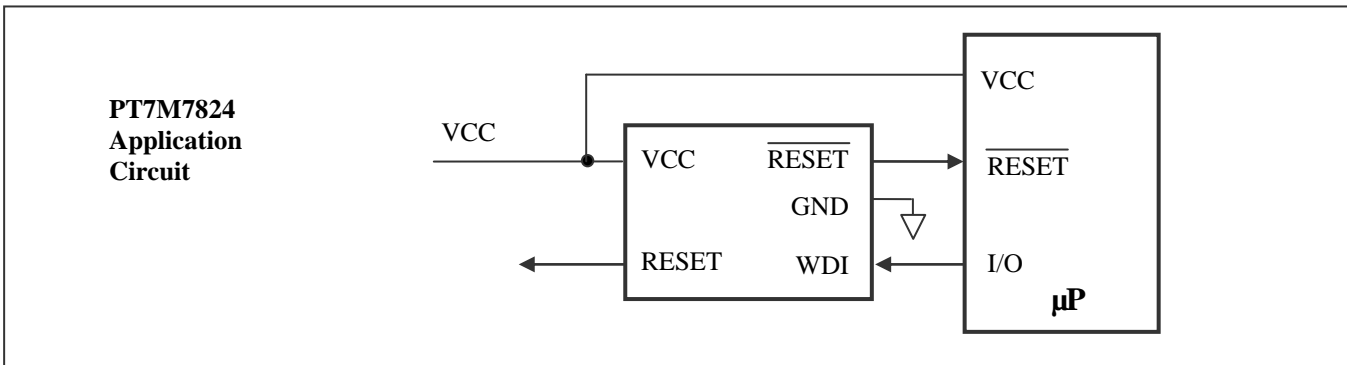 PT7M7824
Application
Circuit
VCC
VCC
RESET
GND
RESET
WDI
VCC
RESET
I/O
μP